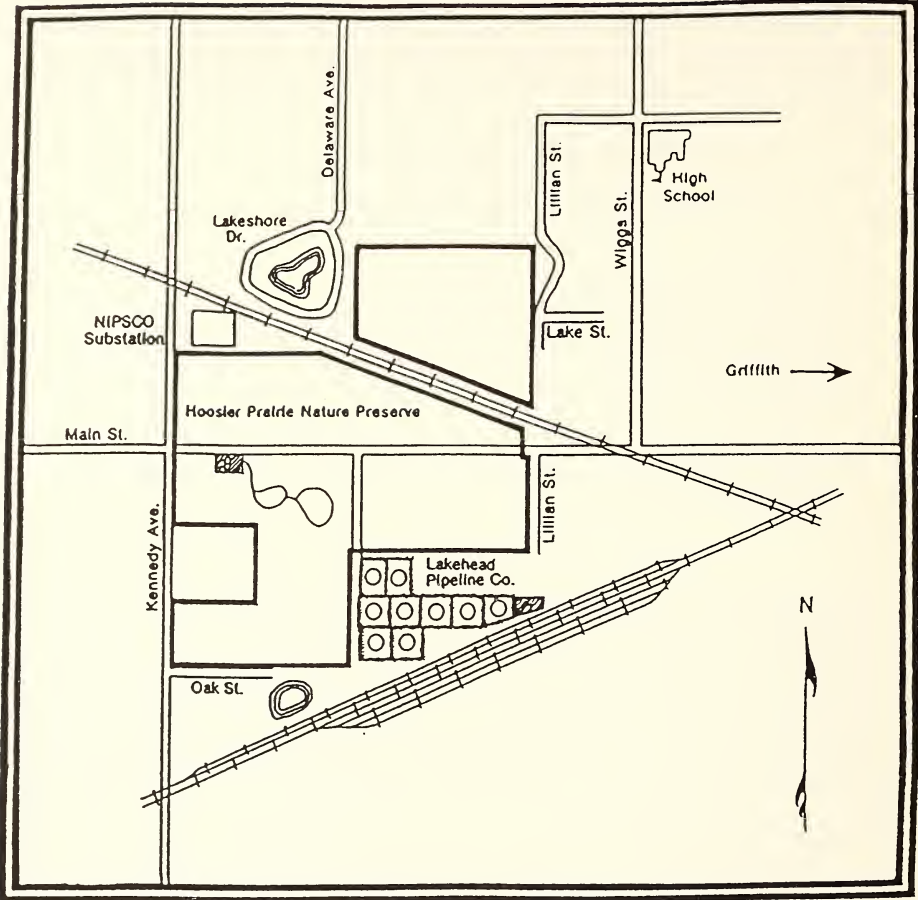 Delaware Ave.
Lillian St.
High
School
Wiggs St.
Lakeshore
Dr.
NIPSCO
Substation
Lake St.
Griffith
Hoosier Prairie Nature Preserve
Main St.
Kennedy Ave.
Lillian St.
Lakehead
Pipeline Co.
N
Oak St.